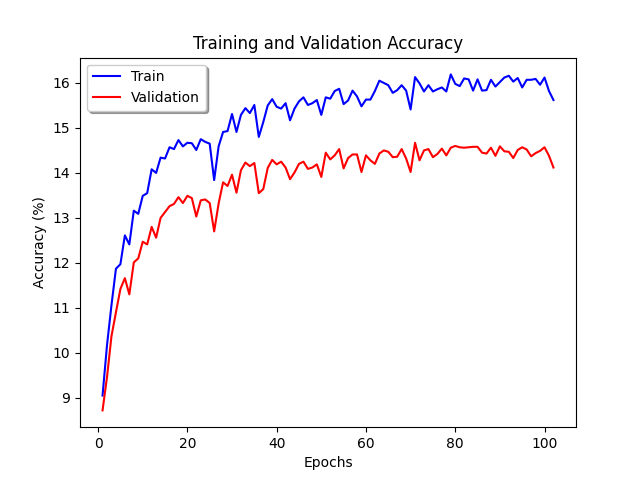 Training and Validation Accuracy
Train
Validation
16
15
14
13
12
11
10
9
Accuracy (%)
0 20 40 60 80 100
Epochs